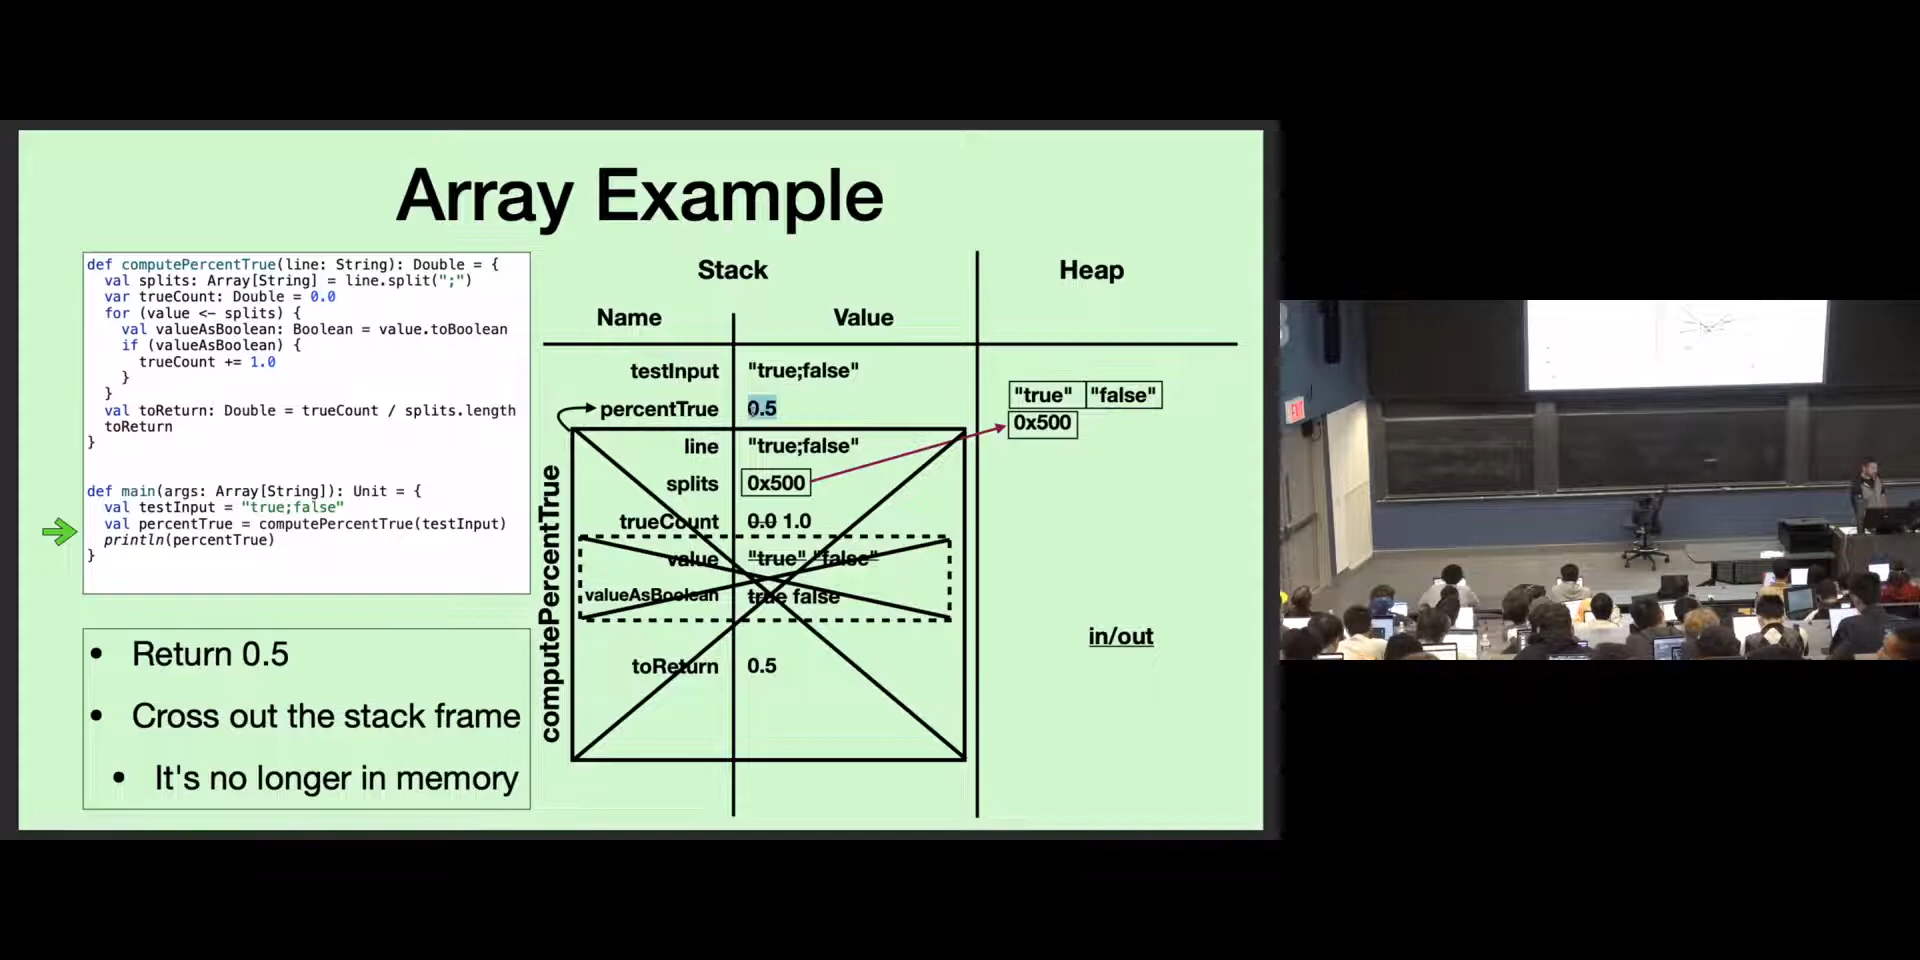 Array Example
def computePercentTrue(line: String): Double = {
  val splits: Array[String] = line.split(";")
  var trueCount: Double = 0.0
  for (value <- splits) {
    val valueAsBoolean: Boolean = value.toBoolean
    if (valueAsBoolean) {
      trueCount += 1.0
    }
  }
  val toReturn: Double = trueCount / splits.length
  toReturn
}
def main(args: Array[String]): Unit = {
  val testInput = "true;false"
  val percentTrue = computePercentTrue(testInput)
  println(percentTrue)
}
• Return 0.5
• Cross out the stack frame
• It's no longer in memory
Stack
Name Value
testInput "true;false"
percentTrue 0.5
computePercentTrue
line "true;false"
splits 0x500
trueCount 0.0 1.0
value "true" "false"
valueAsBoolean true false
toReturn 0.5
Heap
"true" "false"
0x500
in/out
EXIT